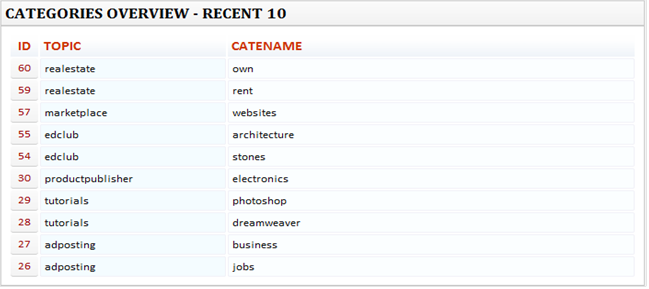 CATEGORIES OVERVIEW - RECENT 10
ID TOPIC CATENAME
60 realestate own
59 realestate rent
57 marketplace websites
55 edclub architecture
54 edclub stones
30 productpublisher electronics
29 tutorials photoshop
28 tutorials dreamweaver
27 adposting business
26 adposting jobs